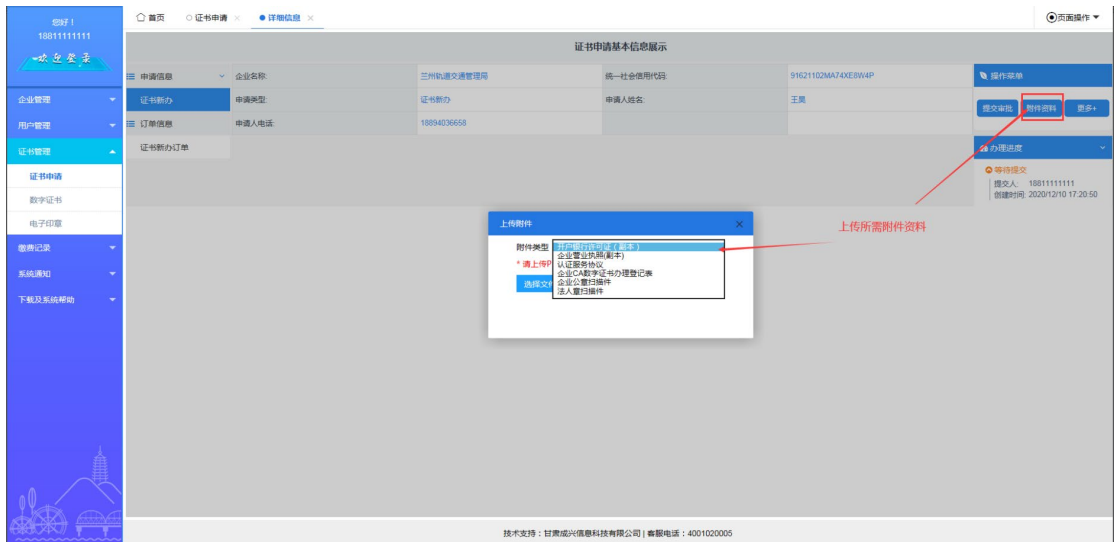 您好！
18811111111
欢迎登录
企业管理
用户管理
证书管理
证书申请
数字证书
电子印章
缴费记录
系统通知
下载及系统帮助
首页
证书申请
详细信息
页面操作
证书申请基本信息展示
申请信息
企业名称:
三州轨道交通管理局
统一社会信用代码:
91621102MA74XE8W4P
操作菜单
证书新办
申请类型:
证书新办
申请人姓名:
王昊
提交审批
附件资料
更多+
订单信息
申请人电话:
18894036658
证书新办订单
办理进度
等待提交
提交人: 18811111111
创建时间: 2020/12/10 17:20:50
上传所需附件资料
上传附件
附件类型
开户银行许可证（副本）
企业营业执照(副本)
认证服务协议
企业CA数字证书办理登记表
企业公章扫描件
法人章扫描件
* 请上传P
选择文件
技术支持：甘肃成兴信息科技有限公司 | 客服电话：4001020005